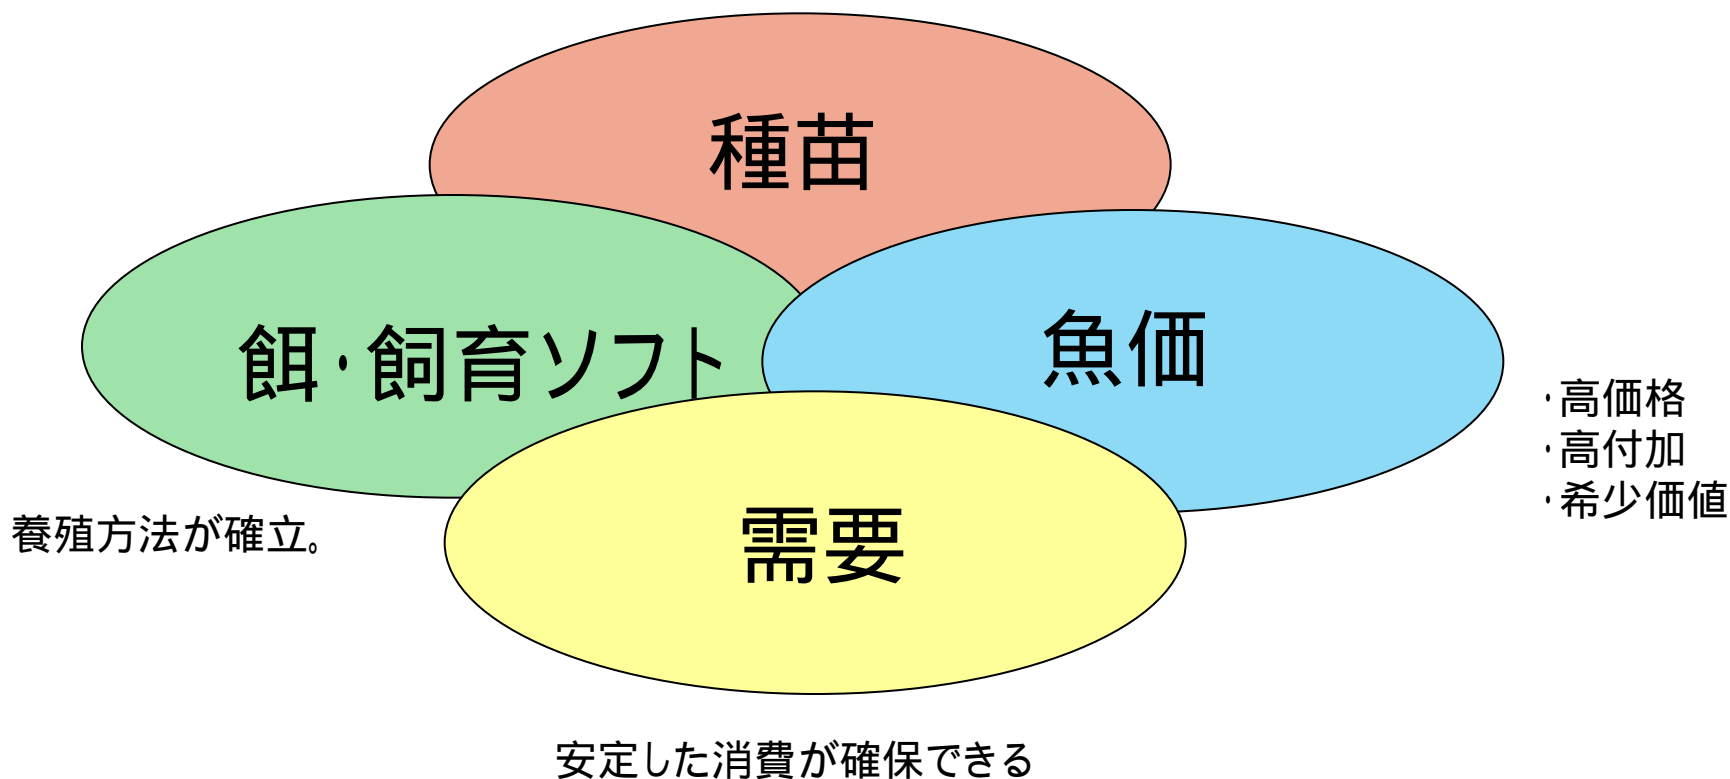 種苗
餌・飼育ソフト
魚価
・高価格
・高付加
・希少価値
養殖方法が確立。
需要
安定した消費が確保できる